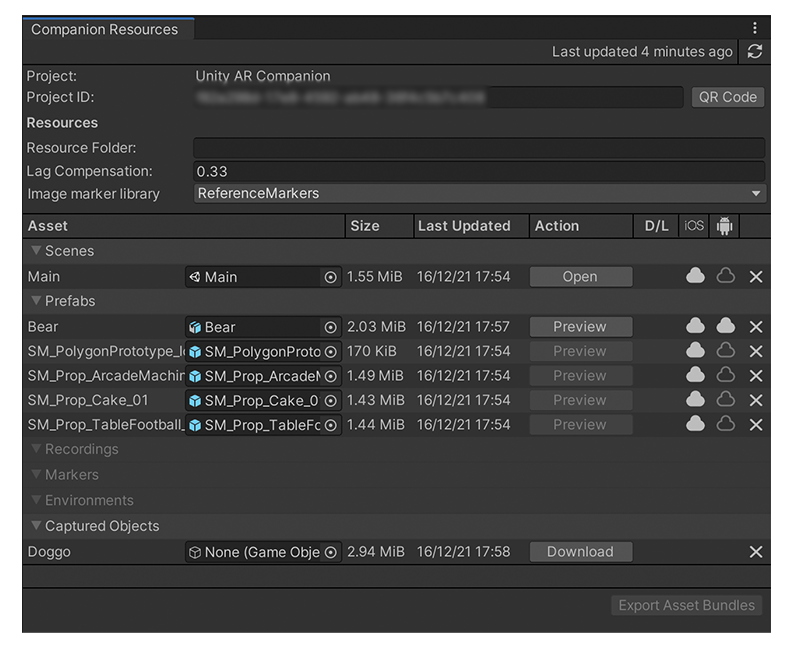 Companion Resources
Last updated 4 minutes ago
Project: Unity AR Companion
Project ID: QR Code
Resources
Resource Folder:
Lag Compensation: 0.33
Image marker library ReferenceMarkers
Asset Size Last Updated Action D/L iOS
Scenes
Main Main 1.55 MiB 16/12/21 17:54 Open
Prefabs
Bear Bear 2.03 MiB 16/12/21 17:57 Preview
SM_PolygonPrototype_I SM_PolygonProto 170 KiB 16/12/21 17:54 Preview
SM_Prop_ArcadeMachin SM_Prop_ArcadeM 1.49 MiB 16/12/21 17:54 Preview
SM_Prop_Cake_01 SM_Prop_Cake_0 1.43 MiB 16/12/21 17:54 Preview
SM_Prop_TableFootball_ SM_Prop_TableFo 1.44 MiB 16/12/21 17:54 Preview
Recordings
Markers
Environments
Captured Objects
Doggo None (Game Obje 2.94 MiB 16/12/21 17:58 Download
Export Asset Bundles